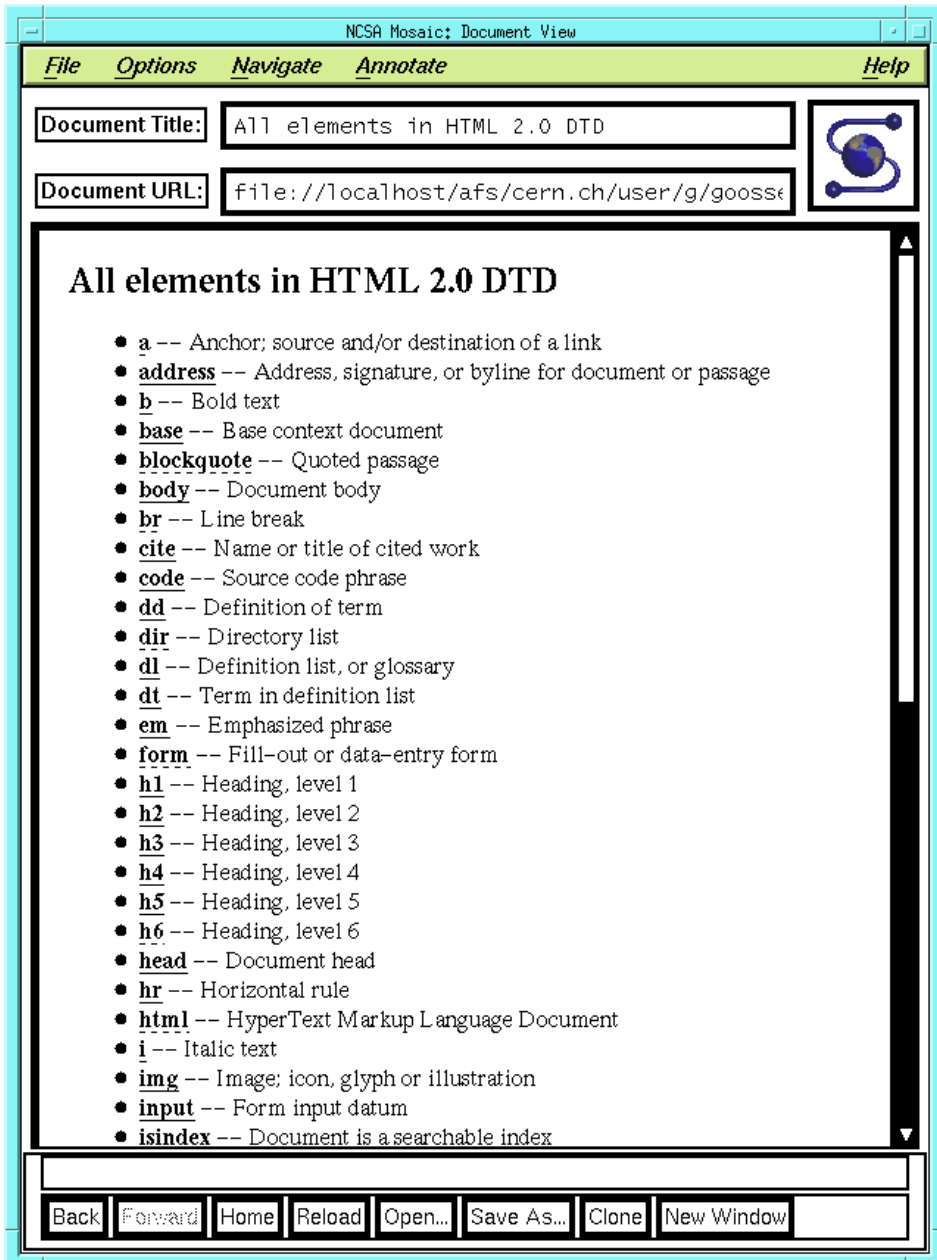 NCSA Mosaic: Document View
File Options Navigate Annotate Help
Document Title: All elements in HTML 2.0 DTD
Document URL: file://localhost/afs/cern.ch/user/g/goosse
All elements in HTML 2.0 DTD
a -- Anchor; source and/or destination of a link
address -- Address, signature, or byline for document or passage
b -- Bold text
base -- Base context document
blockquote -- Quoted passage
body -- Document body
br -- Line break
cite -- Name or title of cited work
code -- Source code phrase
dd -- Definition of term
dir -- Directory list
dl -- Definition list, or glossary
dt -- Term in definition list
em -- Emphasized phrase
form -- Fill-out or data-entry form
h1 -- Heading, level 1
h2 -- Heading, level 2
h3 -- Heading, level 3
h4 -- Heading, level 4
h5 -- Heading, level 5
h6 -- Heading, level 6
head -- Document head
hr -- Horizontal rule
html -- HyperText Markup Language Document
i -- Italic text
img -- Image; icon, glyph or illustration
input -- Form input datum
isindex -- Document is a searchable index
Back Forward Home Reload Open... Save As... Clone New Window